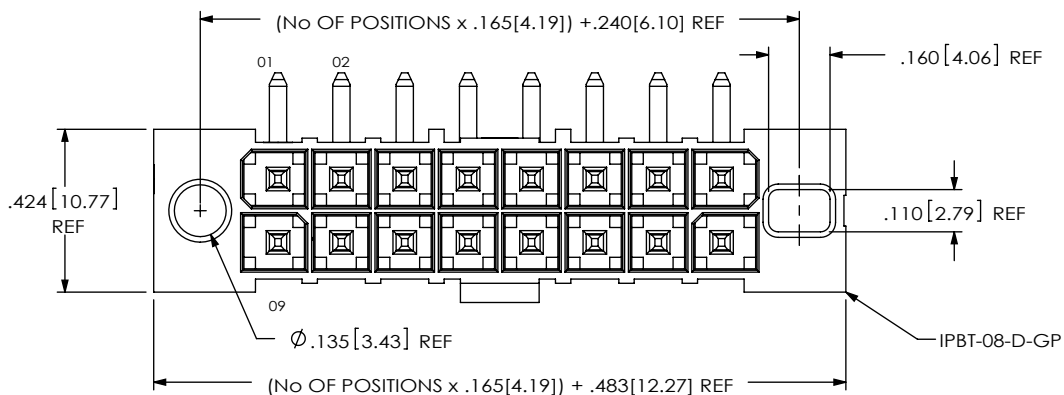 (No OF POSITIONS x .165[4.19]) +.240[6.10] REF
.160[4.06] REF
01
02
.424[10.77]
REF
.110[2.79] REF
09
Ø.135[3.43] REF
IPBT-08-D-GP
(No OF POSITIONS x .165[4.19]) + .483[12.27] REF